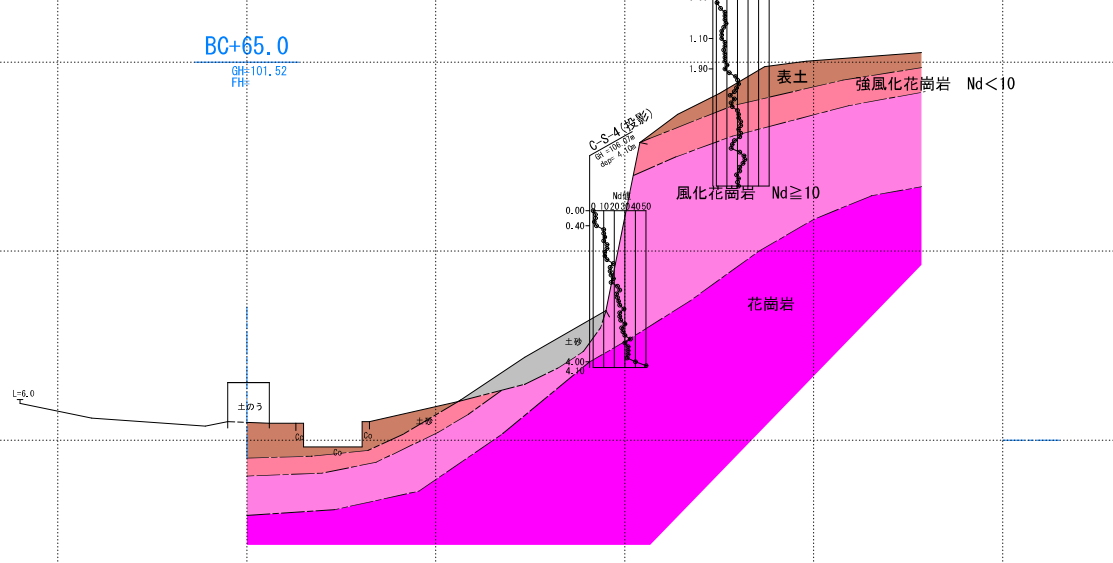 1.10
BC+65.0
GH=101.52
FH=
1.90
表土
強風化花崗岩 Nd<10
C-S-4(投影)
GH =106.07m
dep= 4.10m
風化花崗岩 Nd≧10
Nd値
0 10 20 30 40 50
0.00
0.40
花崗岩
土砂
4.00
4.10
L=6.0
土のう
土砂
Co
Co
Co